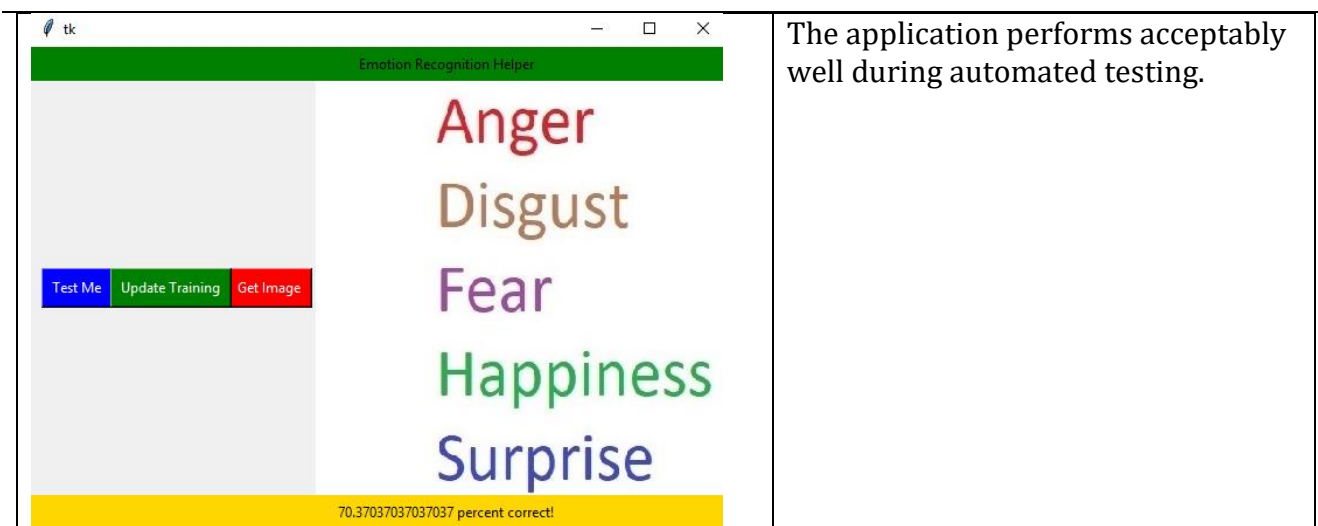 tk
Emotion Recognition Helper
Anger
Disgust
Fear
Happiness
Surprise
Test Me Update Training Get Image
70.37037037037037 percent correct!
The application performs acceptably
well during automated testing.